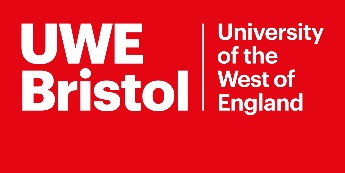 UWE
Bristol
University
of the
West of
England